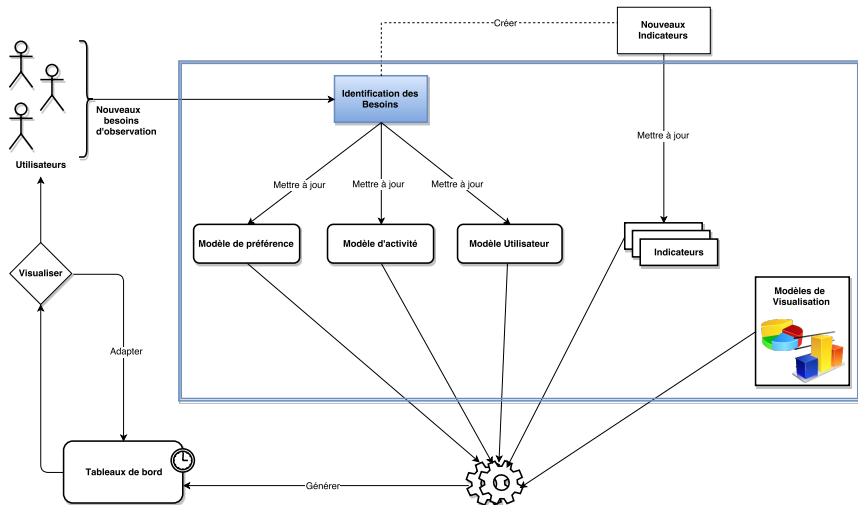 Créer
Nouveaux
Indicateurs
Identification des
Besoins
Nouveaux
besoins
d'observation
Utilisateurs
Mettre à jour
Mettre à jour
Mettre à jour
Mettre à jour
Modèle de préférence
Modèle d'activité
Modèle Utilisateur
Indicateurs
Visualiser
Modèles de
Visualisation
Adapter
Tableaux de bord
Générer